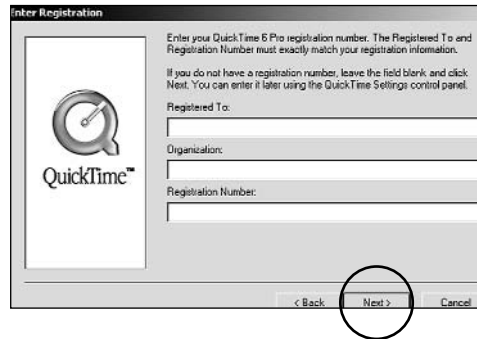 Enter Registration
Enter your QuickTime 6 Pro registration number. The Registered To and
Registration Number must exactly match your registration information.
If you do not have a registration number, leave the field blank and click
Next. You can enter it later using the QuickTime Settings control panel.
Registered To:
Organization:
QuickTime™
Registration Number:
< Back
Next >
Cancel